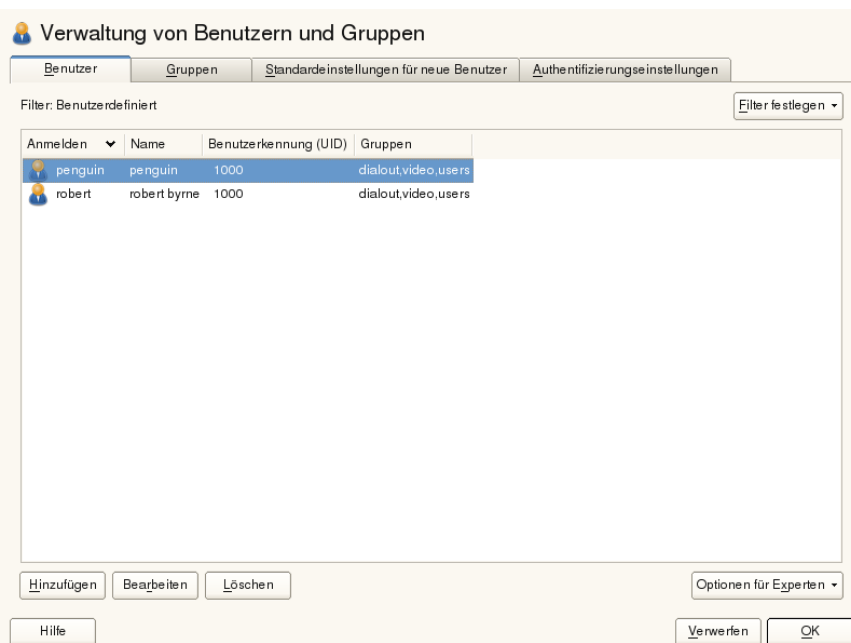 Verwaltung von Benutzern und Gruppen
Benutzer Gruppen Standardeinstellungen für neue Benutzer Authentifizierungseinstellungen
Filter: Benutzerdefiniert Filter festlegen
Anmelden Name Benutzerkennung (UID) Gruppen
penguin penguin 1000 dialout,video,users
robert robert byrne 1000 dialout,video,users
Hinzufügen Bearbeiten Löschen Optionen für Experten
Hilfe Verwerfen OK